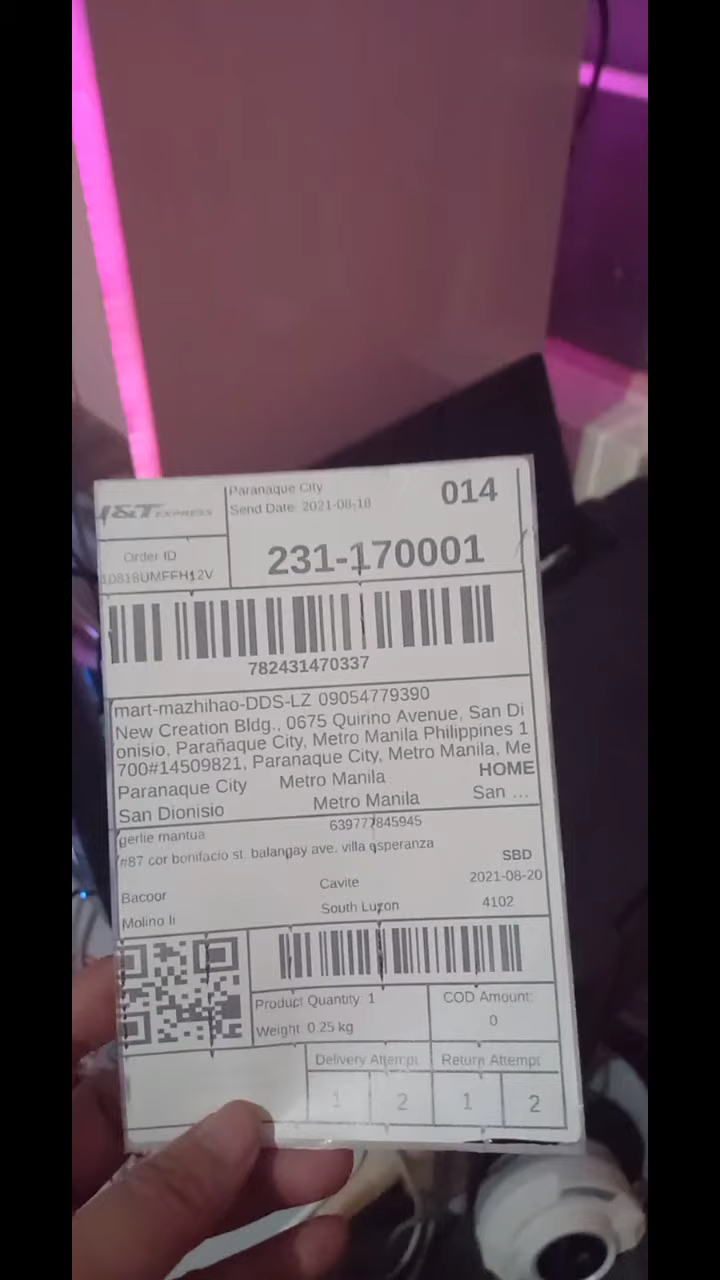 J&T EXPRESS
Paranaque City
Send Date: 2021-08-18
014
Order ID
10818UMFFH12V
231-170001
782431470337
mart-mazhihao-DDS-LZ 09054779390
New Creation Bldg., 0675 Quirino Avenue, San Di
onisio, Parañaque City, Metro Manila Philippines 1
700#14509821, Paranaque City, Metro Manila, Me
Paranaque City Metro Manila HOME
San Dionisio Metro Manila San ...
gerlie mantua 639777845945
#87 cor bonifacio st. balangay ave. villa esperanza
SBD
Bacoor Cavite 2021-08-20
Molino Ii South Luzon 4102
Product Quantity: 1
Weight: 0.25 kg
COD Amount:
0
Delivery Attempt Return Attempt
1 2 1 2